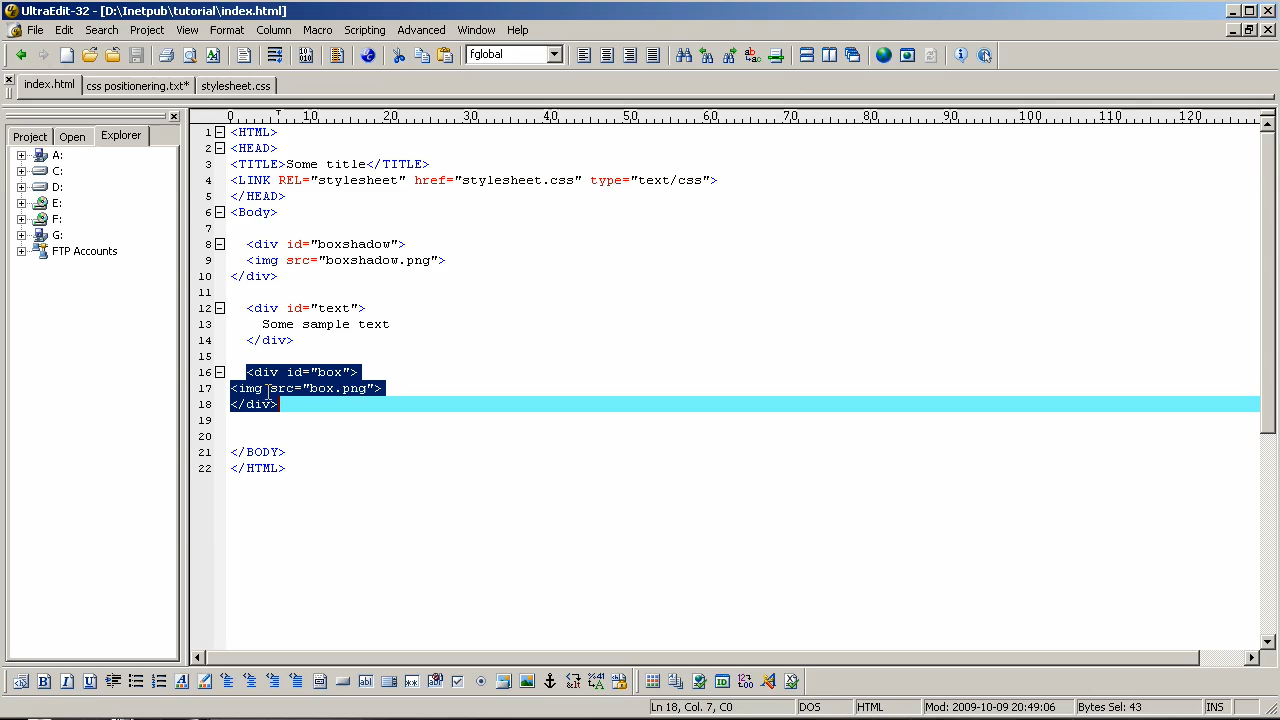 UltraEdit-32 - [D:\Inetpub\tutorial\index.html]
File Edit Search Project View Format Column Macro Scripting Advanced Window Help
fglobal
index.html css positionering.txt* stylesheet.css
Project Open Explorer
A:
C:
D:
E:
F:
G:
FTP Accounts
0 10 20 30 40 50 60 70 80 90 100 110 120
1 <HTML>
2 <HEAD>
3 <TITLE>Some title</TITLE>
4 <LINK REL="stylesheet" href="stylesheet.css" type="text/css">
5 </HEAD>
6 <Body>
7
8 <div id="boxshadow">
9 <img src="boxshadow.png">
10 </div>
11
12 <div id="text">
13 Some sample text
14 </div>
15
16 <div id="box">
17 <img src="box.png">
18 </div>
19
20
21 </BODY>
22 </HTML>
Ln 18, Col. 7, C0 DOS HTML Mod: 2009-10-09 20:49:06 Bytes Sel: 43 INS